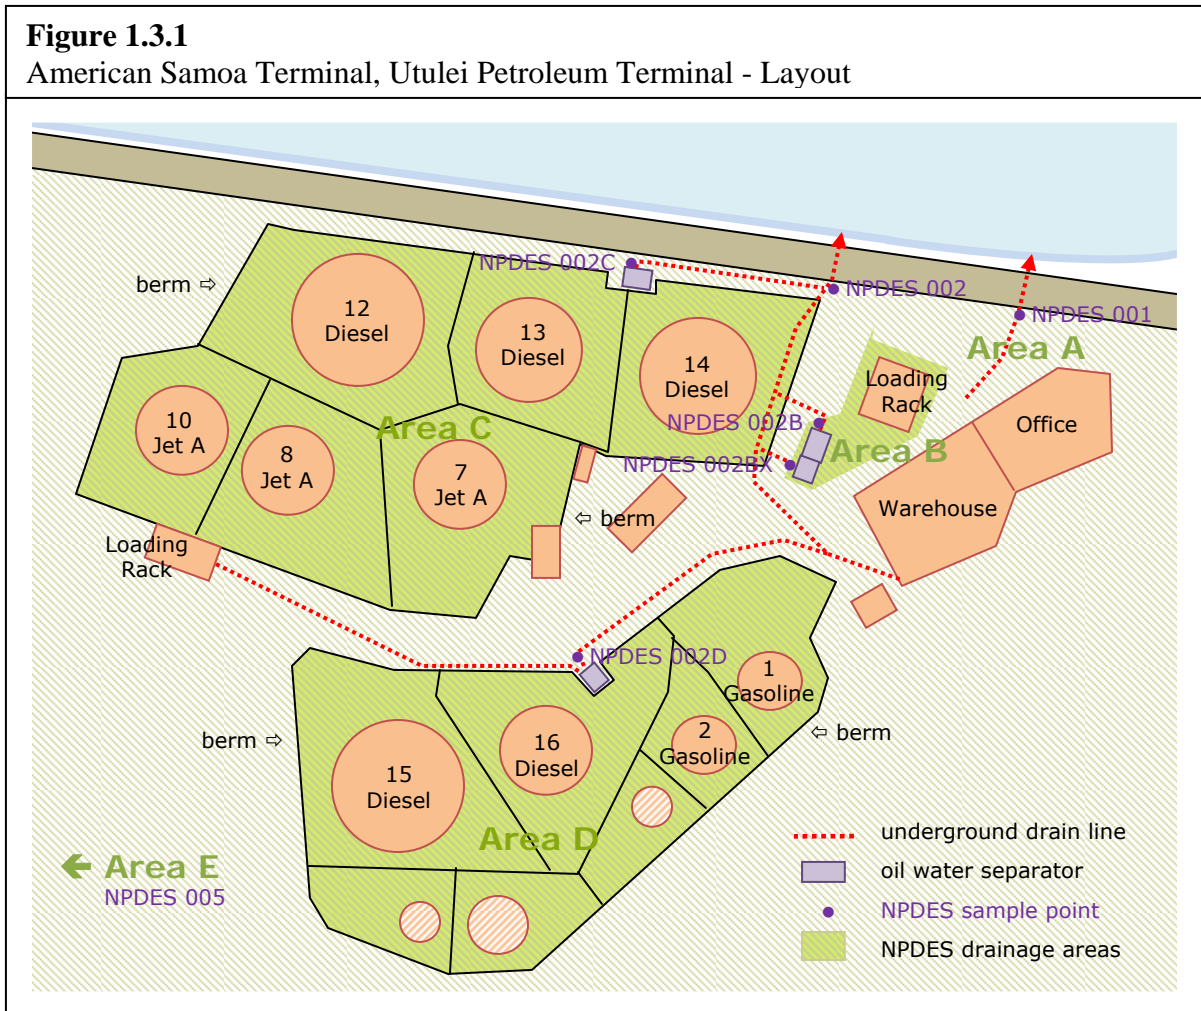 Figure 1.3.1
American Samoa Terminal, Utulei Petroleum Terminal - Layout
NPDES 002C
berm ⇨
NPDES 002
12
Diesel
NPDES 001
13
Diesel
Area A
14
Diesel
Loading
Rack
10
Jet A
Area C
NPDES 002B
Office
8
Jet A
Area B
7
Jet A
NPDES 002BX
Warehouse
⇦ berm
Loading
Rack
NPDES 002D
1
Gasoline
2
Gasoline
berm ⇨
⇦ berm
16
Diesel
15
Diesel
Area D
underground drain line
← Area E
NPDES 005
oil water separator
NPDES sample point
NPDES drainage areas